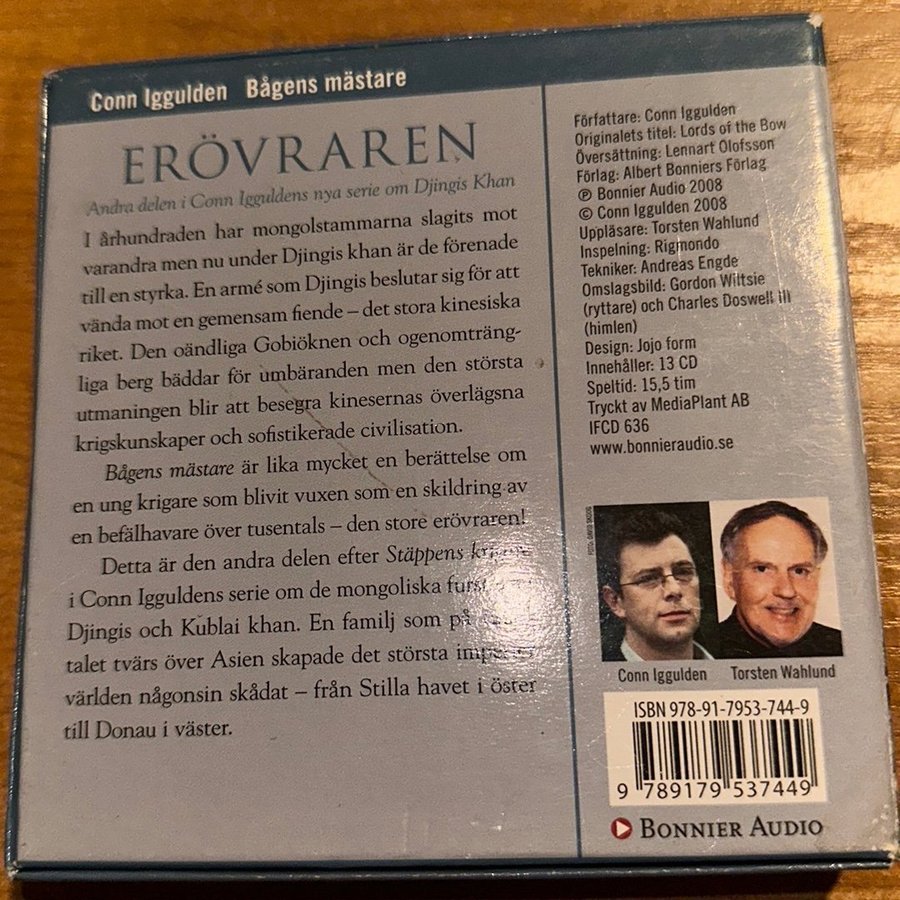 Conn Iggulden Bågens mästare
ERÖVRAREN
Andra delen i Conn Igguldens nya serie om Djingis Khan
I århundraden har mongolstammarna slagits mot
varandra men nu under Djingis khan är de förenade
till en styrka. En armé som Djingis beslutar sig för att
vända mot en gemensam fiende – det stora kinesiska
riket. Den oändliga Gobiöknen och ogenomträng-
liga berg bäddar för umbäranden men den största
utmaningen blir att besegra kinesernas överlägsna
krigskunskaper och sofistikerade civilisation.
Bågens mästare är lika mycket en berättelse om
en ung krigare som blivit vuxen som en skildring av
en befälhavare över tusentals – den store erövraren!
Detta är den andra delen efter Stäppens
i Conn Igguldens serie om de mongoliska
Djingis och Kublai khan. En familj som på
talet tvärs över Asien skapade det största
världen någonsin skådat – från Stilla havet i öster
till Donau i väster.
Författare: Conn Iggulden
Originalets titel: Lords of the Bow
Översättning: Lennart Olofsson
Förlag: Albert Bonniers Förlag
℗ Bonnier Audio 2008
© Conn Iggulden 2008
Uppläsare: Torsten Wahlund
Inspelning: Rigmondo
Tekniker: Andreas Engde
Omslagsbild: Gordon Wiltsie
(ryttare) och Charles Doswell III
(himlen)
Design: Jojo form
Innehåller: 13 CD
Speltid: 15,5 tim
Tryckt av MediaPlant AB
IFCD 636
www.bonnieraudio.se
Conn Iggulden Torsten Wahlund
ISBN 978-91-7953-744-9
9 789179 537449
BONNIER AUDIO